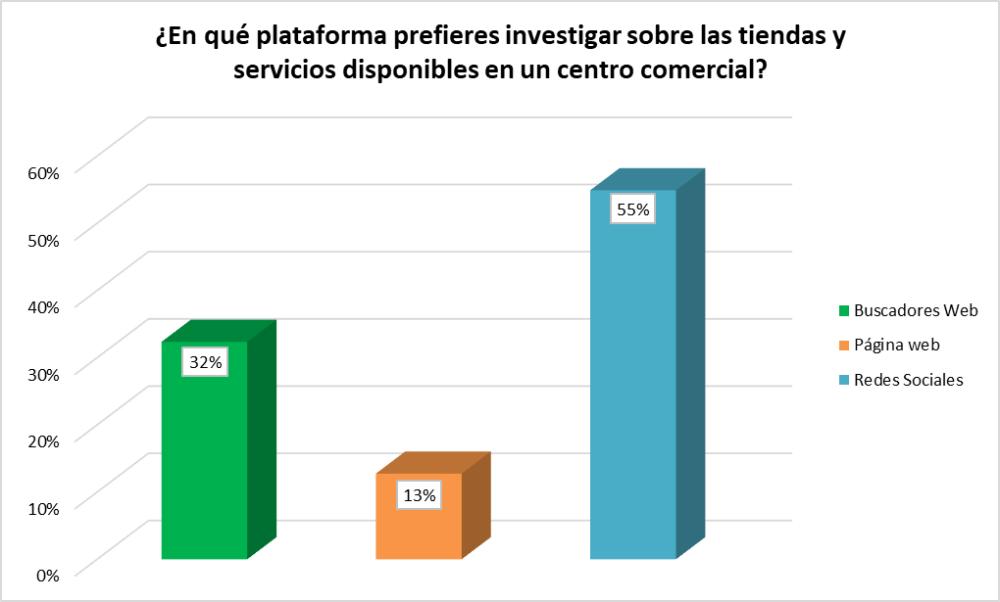 ¿En qué plataforma prefieres investigar sobre las tiendas y
servicios disponibles en un centro comercial?
60%
50%
40%
30%
20%
10%
0%
32%
13%
55%
Buscadores Web
Página web
Redes Sociales